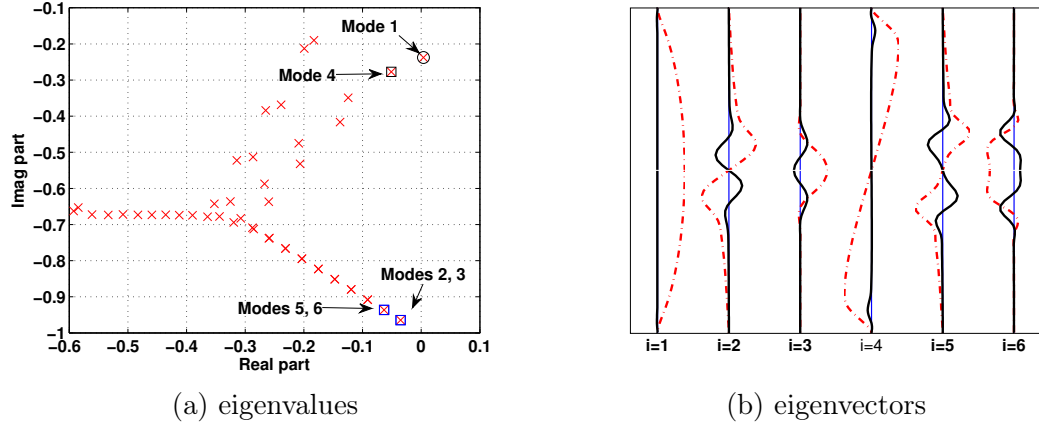 −0.1
−0.2
−0.3
−0.4
−0.5
−0.6
−0.7
−0.8
−0.9
−1
Imag part
Mode 1
Mode 4
Modes 2, 3
Modes 5, 6
−0.6 −0.5 −0.4 −0.3 −0.2 −0.1 0 0.1
Real part
i=1 i=2 i=3 i=4 i=5 i=6
(a) eigenvalues
(b) eigenvectors